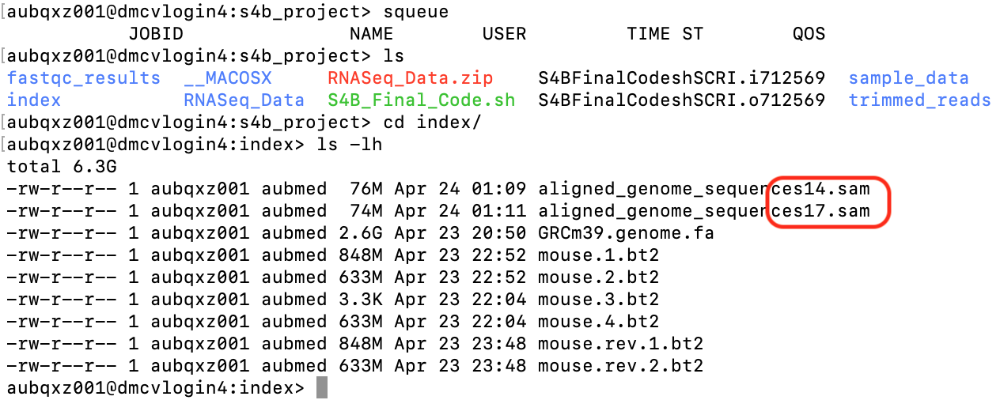 [aubqxz001@dmcvlogin4:s4b_project> squeue
JOBID NAME USER TIME ST QOS
[aubqxz001@dmcvlogin4:s4b_project> ls
fastqc_results __MACOSX RNASeq_Data.zip S4BFinalCodeshSCRI.i712569 sample_data
index RNASeq_Data S4B_Final_Code.sh S4BFinalCodeshSCRI.o712569 trimmed_reads
[aubqxz001@dmcvlogin4:s4b_project> cd index/
[aubqxz001@dmcvlogin4:index> ls -lh
total 6.3G
-rw-r--r-- 1 aubqxz001 aubmed 76M Apr 24 01:09 aligned_genome_sequences14.sam
-rw-r--r-- 1 aubqxz001 aubmed 74M Apr 24 01:11 aligned_genome_sequences17.sam
-rw-r--r-- 1 aubqxz001 aubmed 2.6G Apr 23 20:50 GRCm39.genome.fa
-rw-r--r-- 1 aubqxz001 aubmed 848M Apr 23 22:52 mouse.1.bt2
-rw-r--r-- 1 aubqxz001 aubmed 633M Apr 23 22:52 mouse.2.bt2
-rw-r--r-- 1 aubqxz001 aubmed 3.3K Apr 23 22:04 mouse.3.bt2
-rw-r--r-- 1 aubqxz001 aubmed 633M Apr 23 22:04 mouse.4.bt2
-rw-r--r-- 1 aubqxz001 aubmed 848M Apr 23 23:48 mouse.rev.1.bt2
-rw-r--r-- 1 aubqxz001 aubmed 633M Apr 23 23:48 mouse.rev.2.bt2
aubqxz001@dmcvlogin4:index>